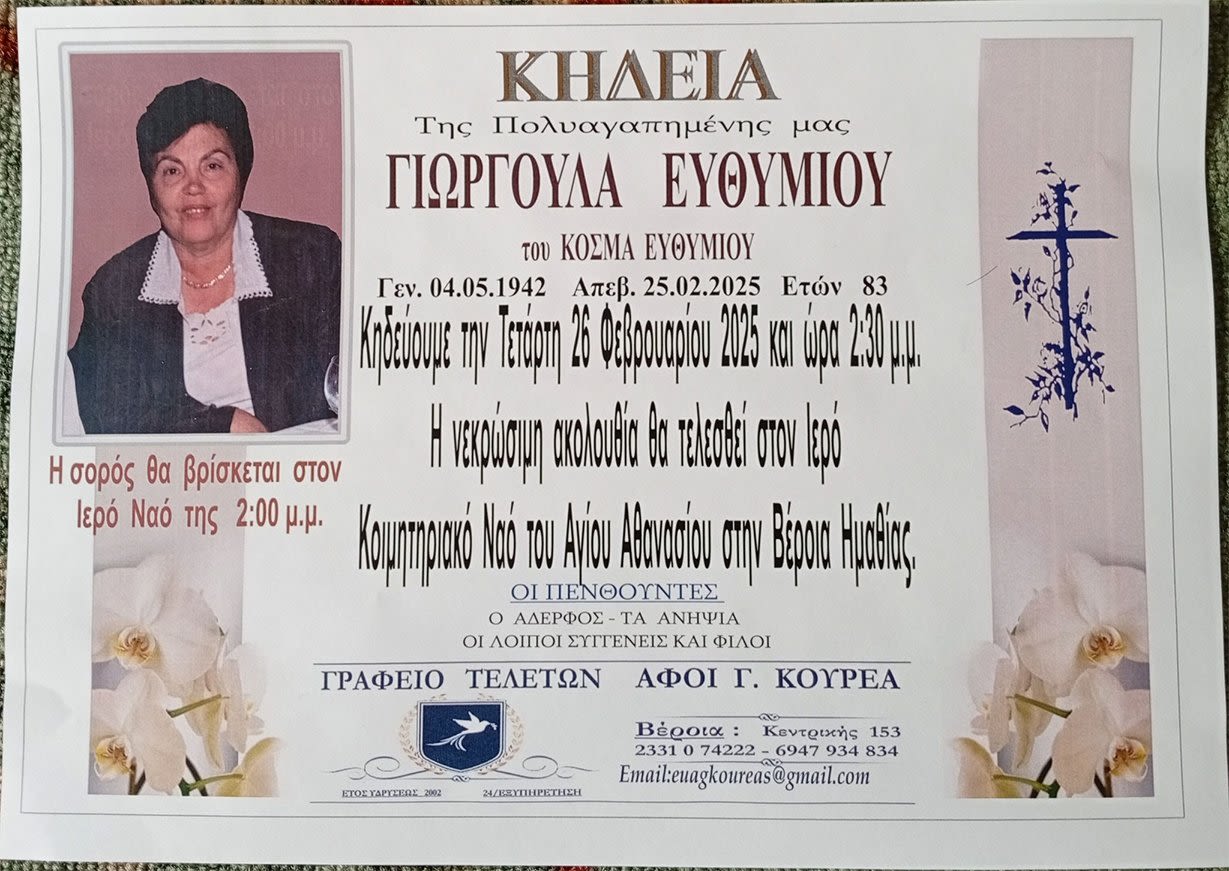 ΚΗΔΕΙΑ
Της Πολυαγαπημένης μας
ΓΙΩΡΓΟΥΛΑ ΕΥΘΥΜΙΟΥ
του ΚΟΣΜΑ ΕΥΘΥΜΙΟΥ
Γεν. 04.05.1942 Απεβ. 25.02.2025 Ετών 83
Κηδεύουμε την Τετάρτη 26 Φεβρουαρίου 2025 και ώρα 2:30 μ.μ.
Η νεκρώσιμη ακολουθία θα τελεσθεί στον Ιερό
Κοιμητηριακό Ναό του Αγίου Αθανασίου στην Βέροια Ημαθίας.
Η σορός θα βρίσκεται στον
Ιερό Ναό της 2:00 μ.μ.
ΟΙ ΠΕΝΘΟΥΝΤΕΣ
Ο ΑΔΕΡΦΟΣ - ΤΑ ΑΝΗΨΙΑ
ΟΙ ΛΟΙΠΟΙ ΣΥΓΓΕΝΕΙΣ ΚΑΙ ΦΙΛΟΙ
ΓΡΑΦΕΙΟ ΤΕΛΕΤΩΝ ΑΦΟΙ Γ. ΚΟΥΡΕΑ
Βέροια : Κεντρικής 153
2331 0 74222 - 6947 934 834
Email:euagkoureas@gmail.com
ΕΤΟΣ ΥΔΡΥΣΕΩΣ 2002 24/ΕΞΥΠΗΡΕΤΗΣΗ